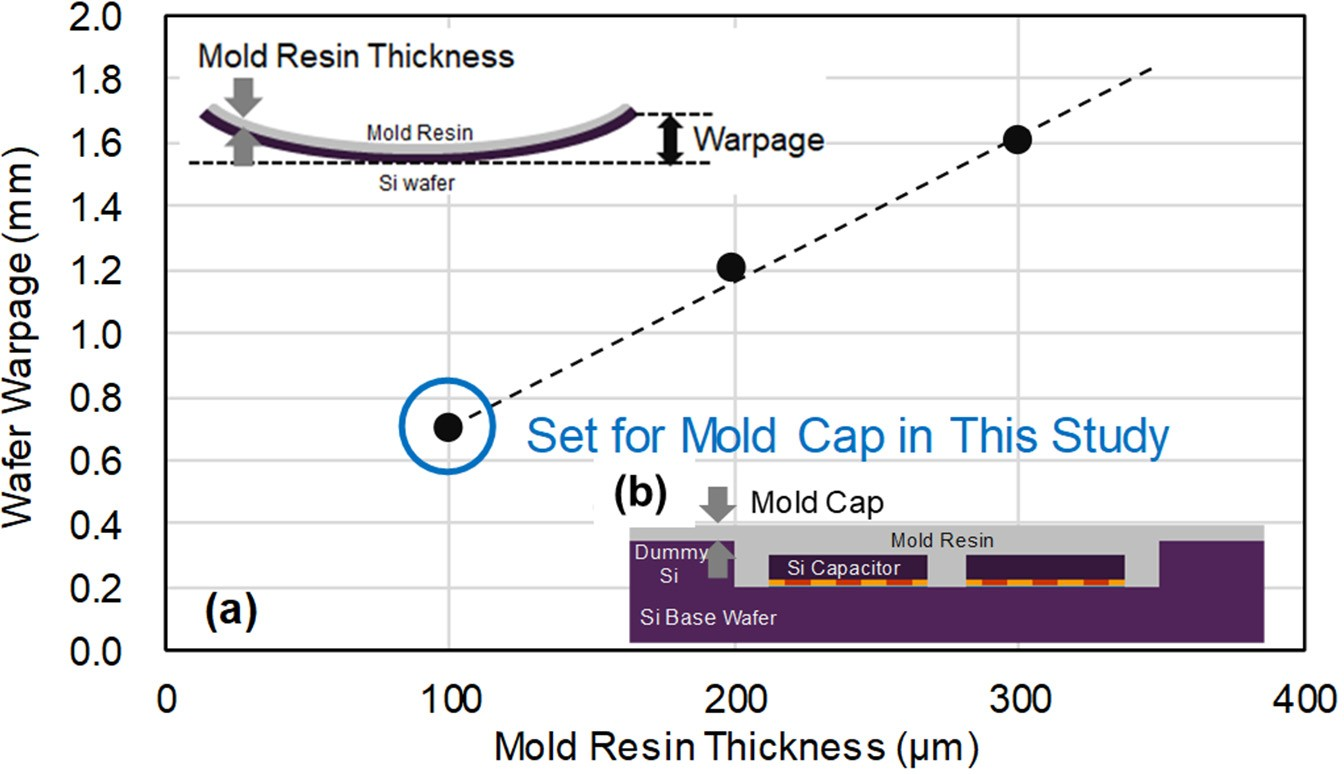 2.0
1.8
1.6
1.4
1.2
1.0
0.8
0.6
0.4
0.2
0.0
Wafer Warpage (mm)
Mold Resin Thickness
Mold Resin
Warpage
Si wafer
Set for Mold Cap in This Study
(b)
Mold Cap
Mold Resin
Dummy
Si
Si Capacitor
Si Base Wafer
(a)
0
100
200
300
400
Mold Resin Thickness (μm)